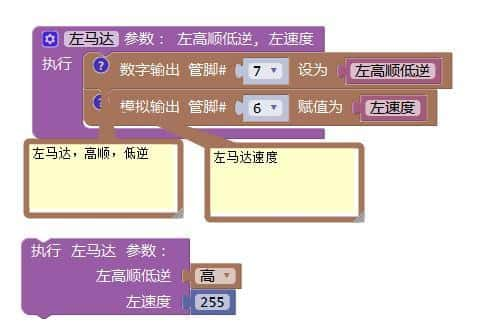 左马达 参数： 左高顺低逆, 左速度
执行 ? 数字输出 管脚# 7 设为 左高顺低逆
? 模拟输出 管脚# 6 赋值为 左速度
左马达，高顺，低逆
左马达速度
执行 左马达 参数：
左高顺低逆 高
左速度 255